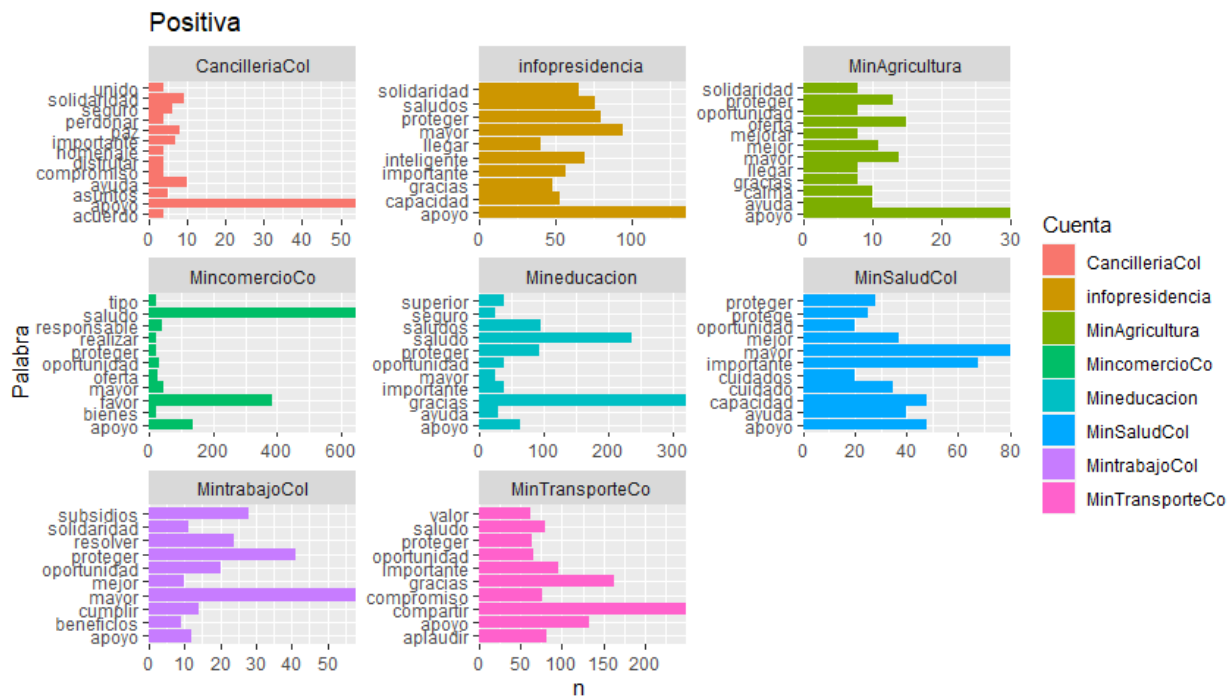 Positiva
CancilleriaCol
unido
solidaridad
seguro
perdonar
paz
importante
homenaje
disfrutar
compromiso
ayuda
asuntos
apoyo
acuerdo
0 10 20 30 40 50
infopresidencia
solidaridad
saludos
proteger
mayor
llegar
inteligente
importante
gracias
capacidad
apoyo
0 50 100
MinAgricultura
solidaridad
proteger
oportunidad
oferta
mejorar
mejor
mayor
llegar
gracias
calma
ayuda
apoyo
0 10 20 30
MincomercioCo
tipo
saludo
responsable
realizar
proteger
oportunidad
oferta
mayor
favor
bienes
apoyo
0 200 400 600
Mineducacion
superior
seguro
saludos
saludo
proteger
oportunidad
mayor
importante
gracias
ayuda
apoyo
0 100 200 300
MinSaludCol
proteger
protege
oportunidad
mejor
mayor
importante
cuidados
cuidado
capacidad
ayuda
apoyo
0 20 40 60 80
MintrabajoCol
subsidios
solidaridad
resolver
proteger
oportunidad
mejor
mayor
cumplir
beneficios
apoyo
0 10 20 30 40 50
MinTransporteCo
valor
saludo
proteger
oportunidad
importante
gracias
compromiso
compartir
apoyo
aplaudir
0 50 100 150 200
Palabra
n
Cuenta
CancilleriaCol
infopresidencia
MinAgricultura
MincomercioCo
Mineducacion
MinSaludCol
MintrabajoCol
MinTransporteCo